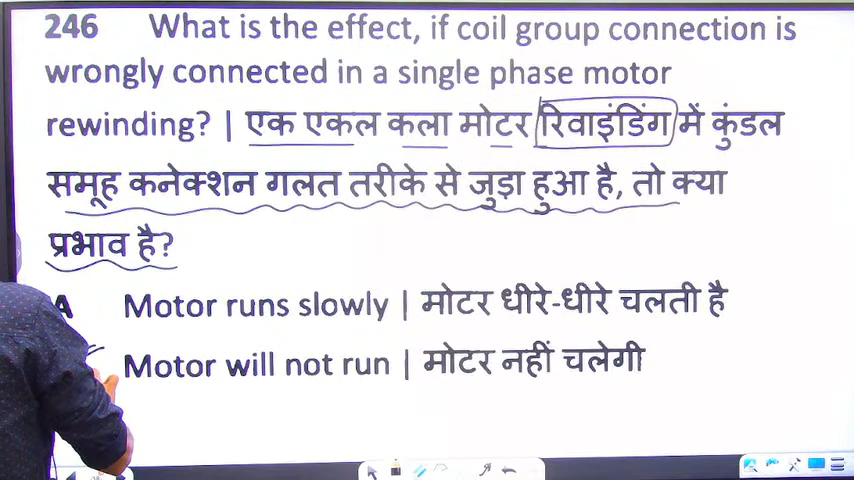 246 What is the effect, if coil group connection is
wrongly connected in a single phase motor
rewinding? | एक एकल कला मोटर रिवाइंडिंग में कुंडल
समूह कनेक्शन गलत तरीके से जुड़ा हुआ है, तो क्या
प्रभाव है?
A Motor runs slowly | मोटर धीरे-धीरे चलती है
Motor will not run | मोटर नहीं चलेगी